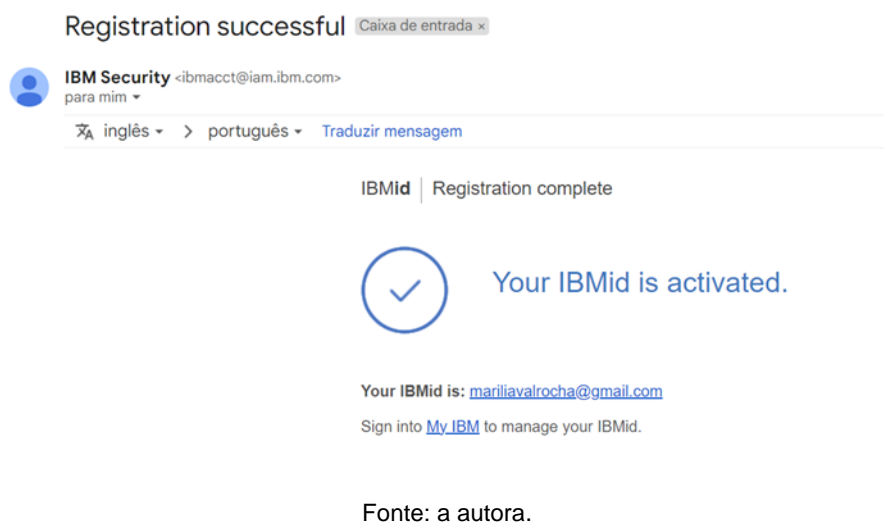 Registration successful Caixa de entrada ×
IBM Security <ibmacct@iam.ibm.com>
para mim
inglês > português Traduzir mensagem
IBMid | Registration complete
Your IBMid is activated.
Your IBMid is: mariliavalrocha@gmail.com
Sign into My IBM to manage your IBMid.
Fonte: a autora.